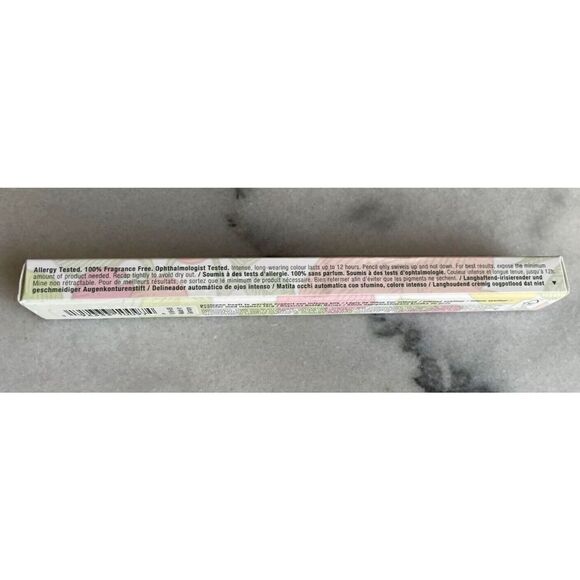 Allergy Tested. 100% Fragrance Free. Ophthalmologist Tested. Intense, long-wearing colour lasts up to 12 hours. Pencil only swivels up and not down. For best results, expose the minimum
amount of product needed. Recap tightly to avoid dry out. / Soumis à des tests d'allergie. 100% sans parfum. Soumis à des tests d'ophtalmologie. Couleur intense et longue tenue, jusqu'à 12h.
Mine non rétractable. Pour de meilleurs résultats, ne sortez que le minimum de produit nécessaire. Bien refermer afin d'éviter que les pigments ne sèchent. / Langhaftend-irisierender und
geschmeidiger Augenkonturenstift / Delineador automático de ojos intenso / Matita occhi automatica con sfumino, colore intenso / Langhoudend cremig oogpotlood dat niet